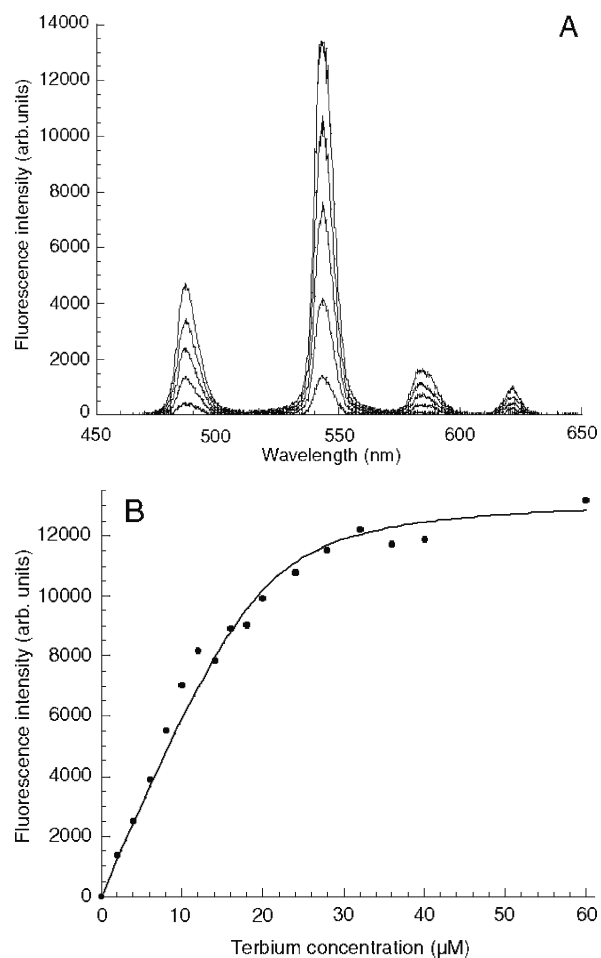 A
Fluorescence intensity (arb.units)
14000
12000
10000
8000
6000
4000
2000
0
450 500 550 600 650
Wavelength (nm)
B
Fluorescence intensity (arb. units)
12000
10000
8000
6000
4000
2000
0
0 10 20 30 40 50 60
Terbium concentration (µM)